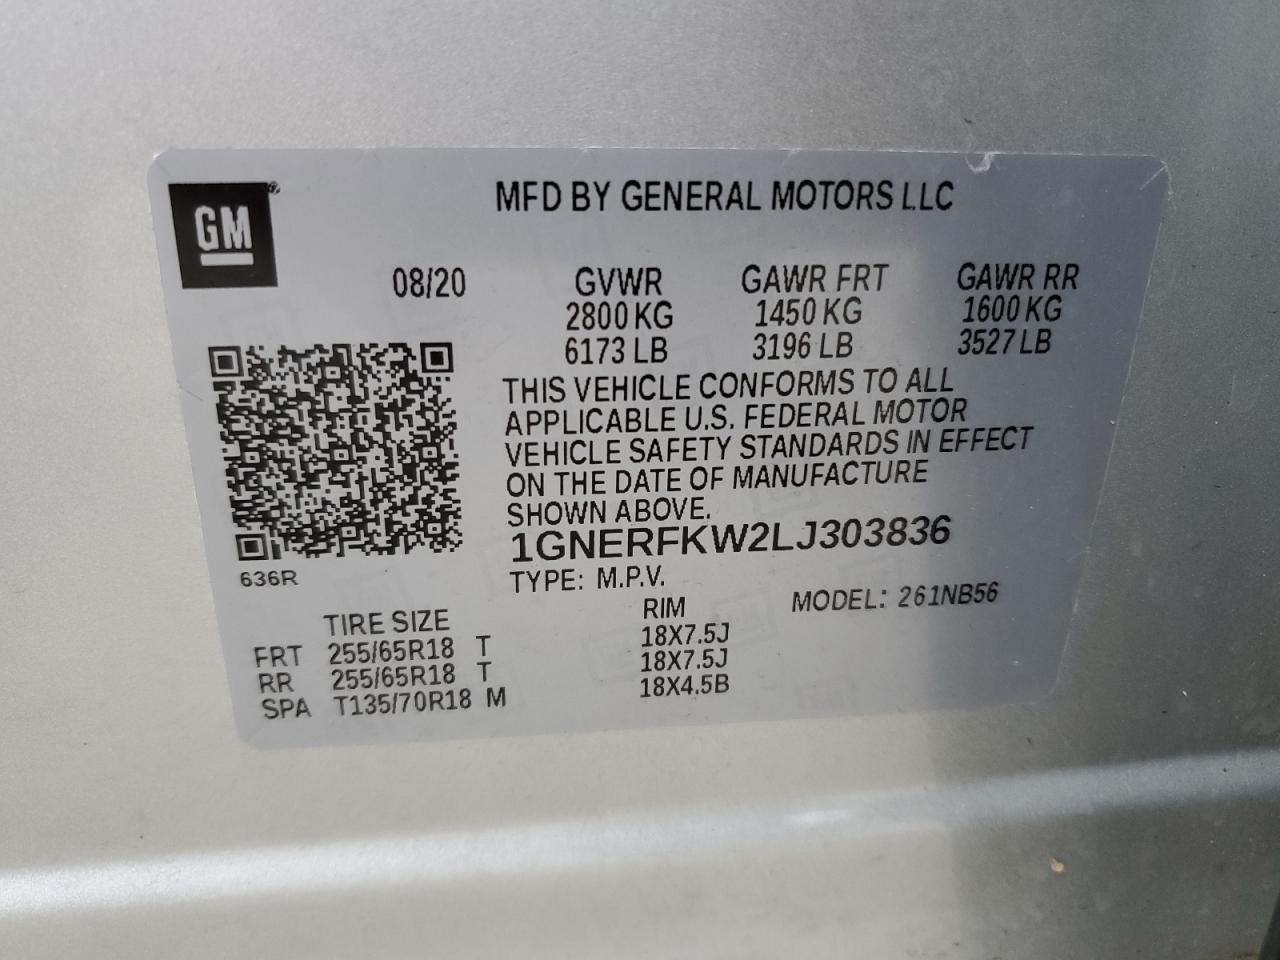 GM®
MFD BY GENERAL MOTORS LLC
08/20 GVWR GAWR FRT GAWR RR
2800 KG 1450 KG 1600 KG
6173 LB 3196 LB 3527 LB
THIS VEHICLE CONFORMS TO ALL
APPLICABLE U.S. FEDERAL MOTOR
VEHICLE SAFETY STANDARDS IN EFFECT
ON THE DATE OF MANUFACTURE
SHOWN ABOVE.
1GNERFKW2LJ303836
636R
TYPE: M.P.V. MODEL: 261NB56
TIRE SIZE RIM
FRT 255/65R18 T 18X7.5J
RR 255/65R18 T 18X7.5J
SPA T135/70R18 M 18X4.5B